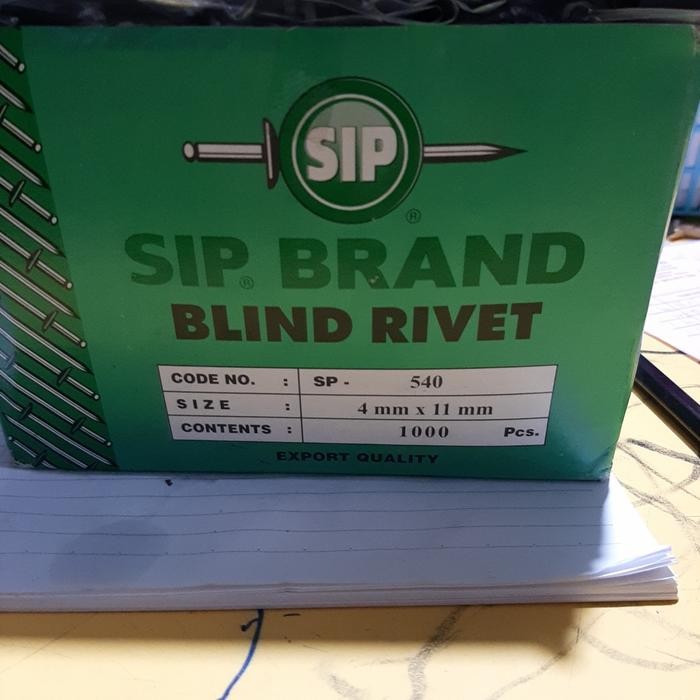 SIP
®
SIP® BRAND
BLIND RIVET
CODE NO. : SP - 540
SIZE : 4 mm x 11 mm
CONTENTS : 1000 Pcs.
EXPORT QUALITY